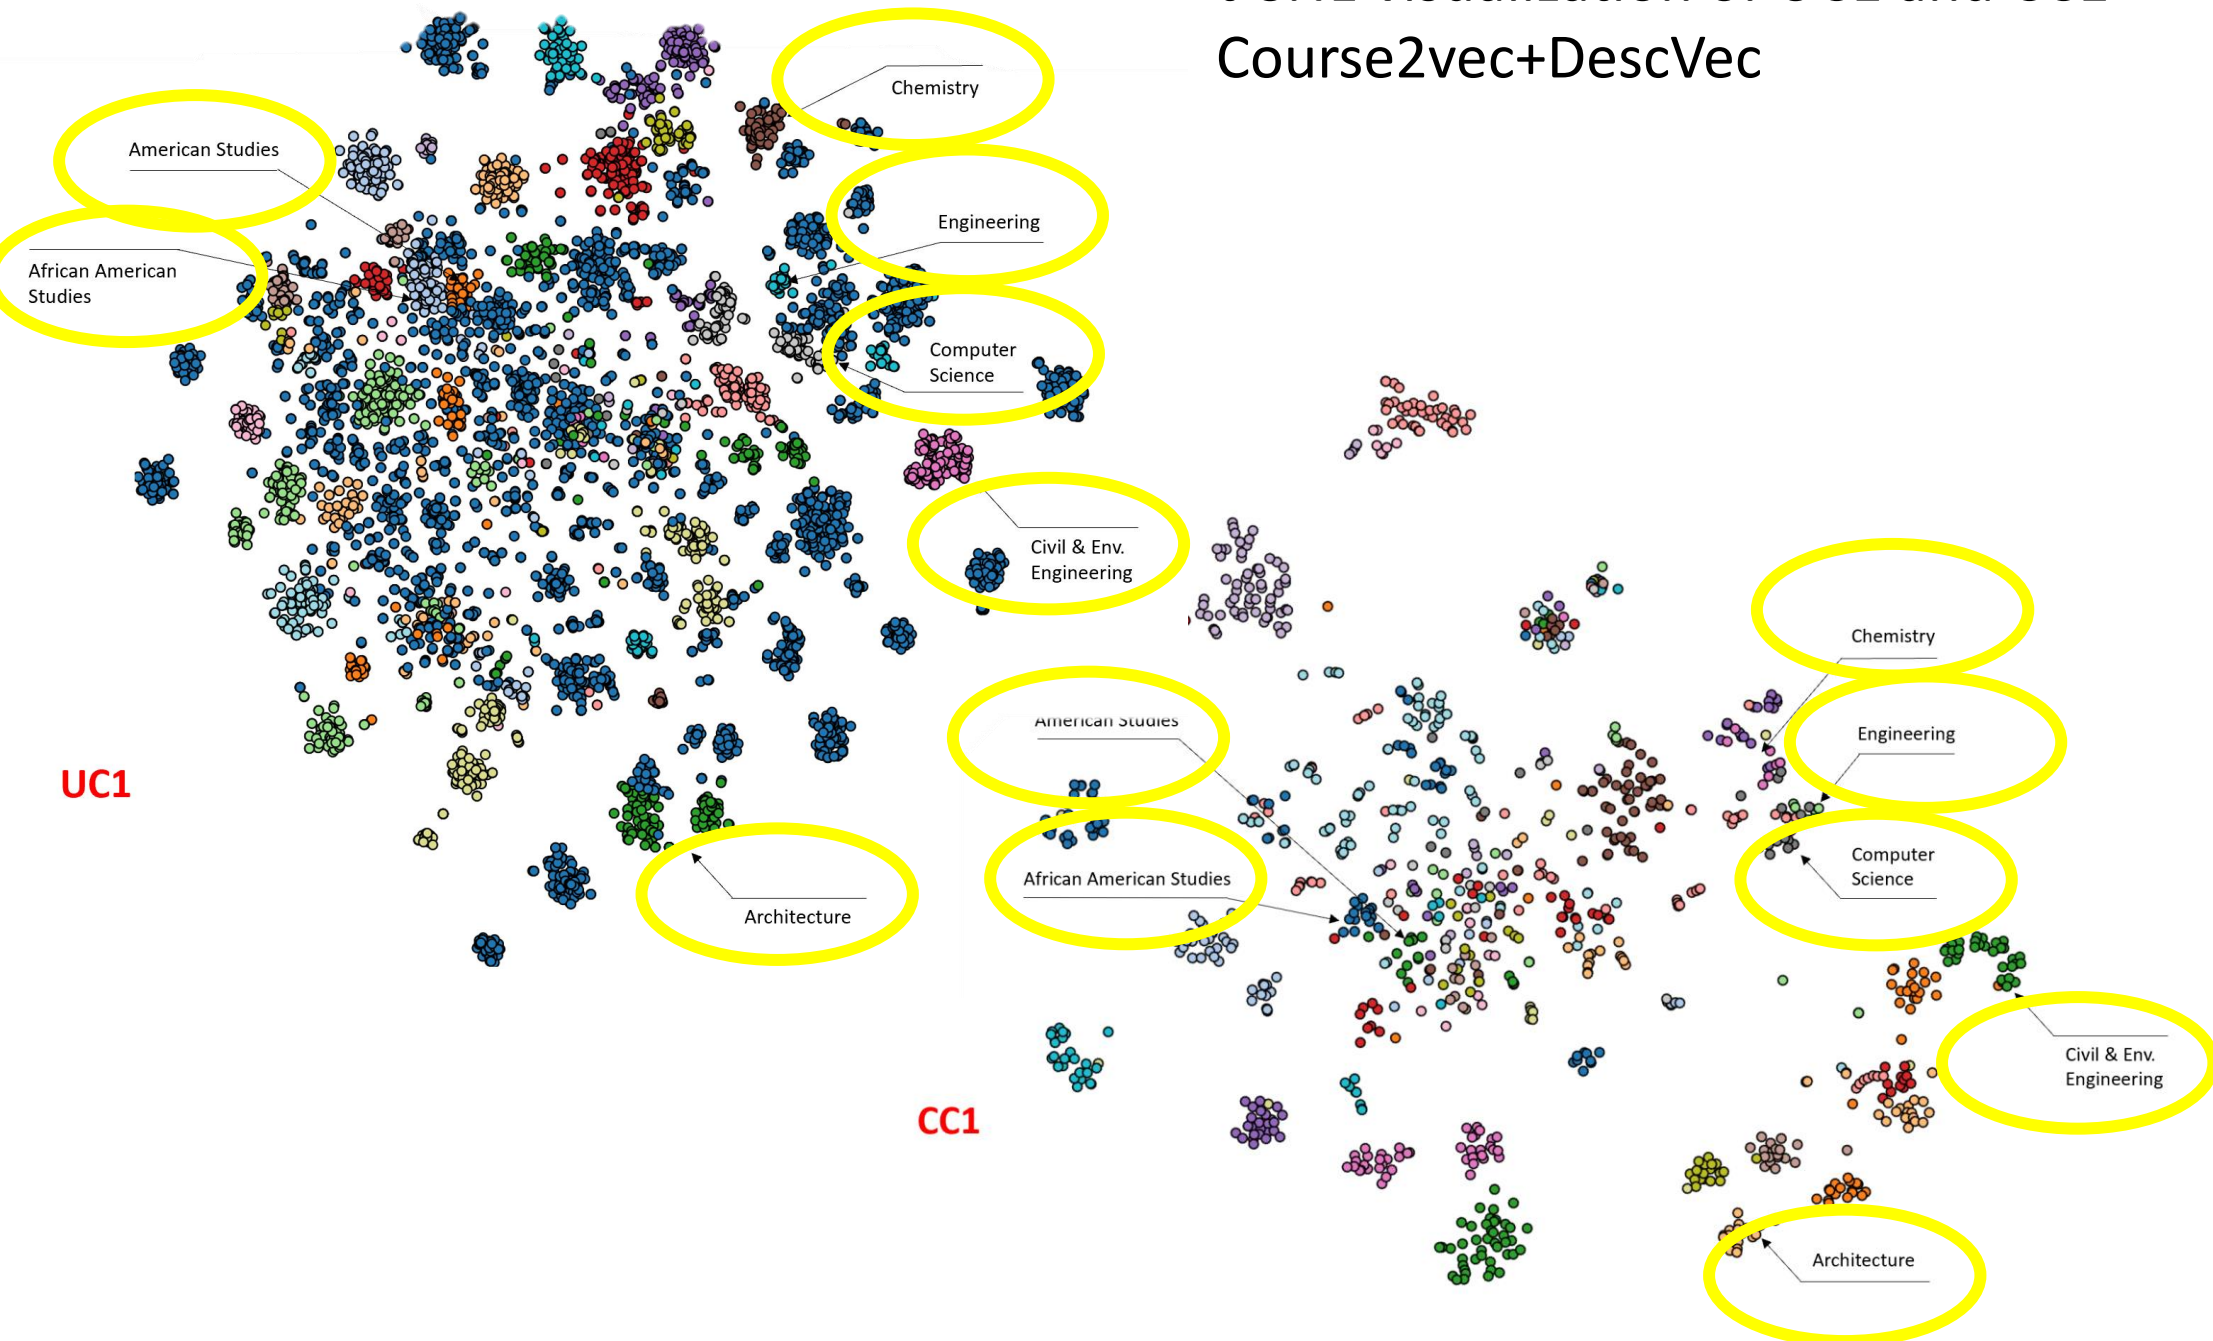 Course2vec+DescVec
Chemistry
American Studies
Engineering
African American
Studies
Computer
Science
Civil & Env.
Engineering
Architecture
UC1
Chemistry
American Studies
Engineering
Computer
Science
African American Studies
Civil & Env.
Engineering
CC1
Architecture